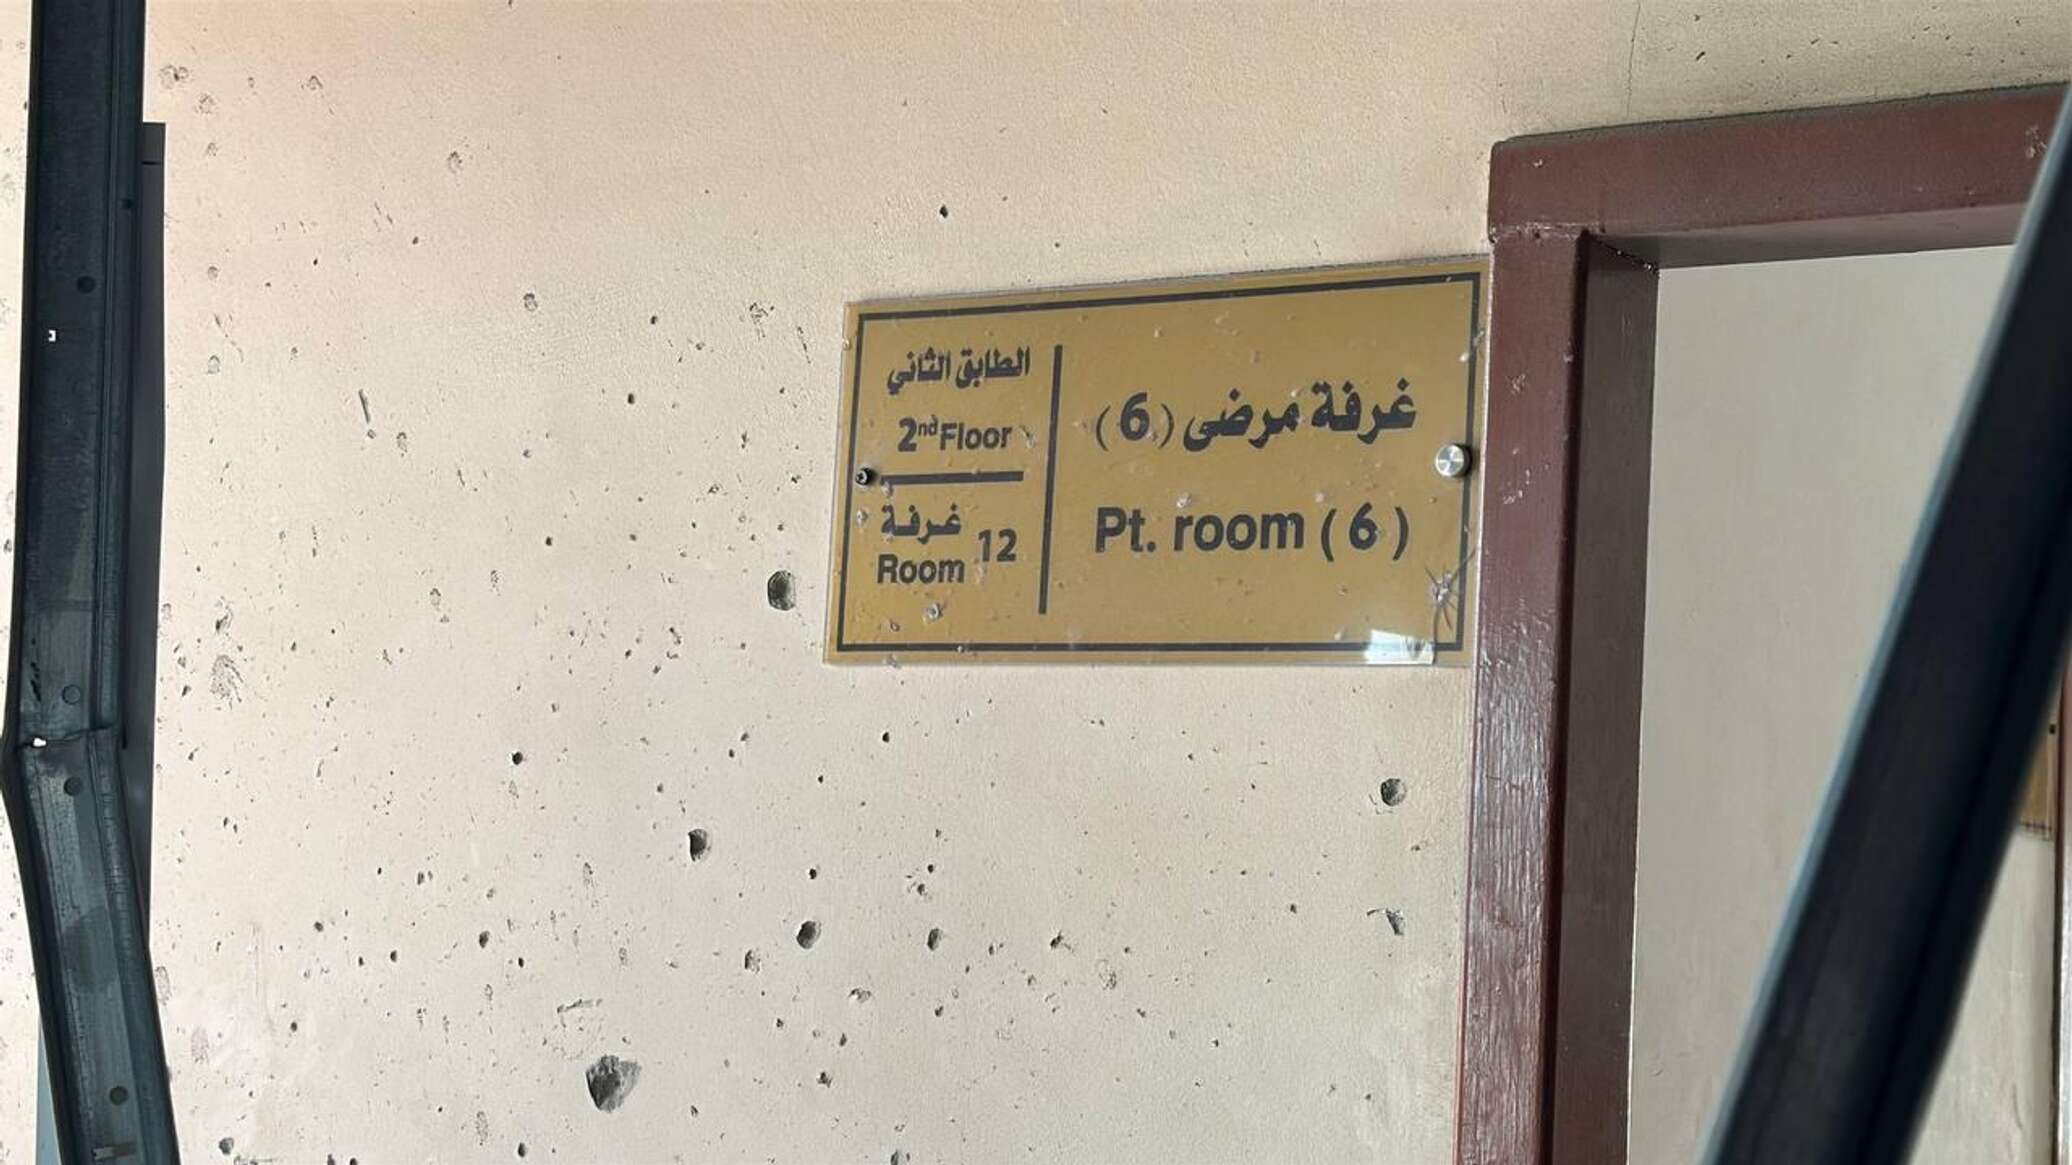 غرفة مرضى (6)
Pt. room (6)
الطابق الثاني
2nd Floor
غرفة
Room 12